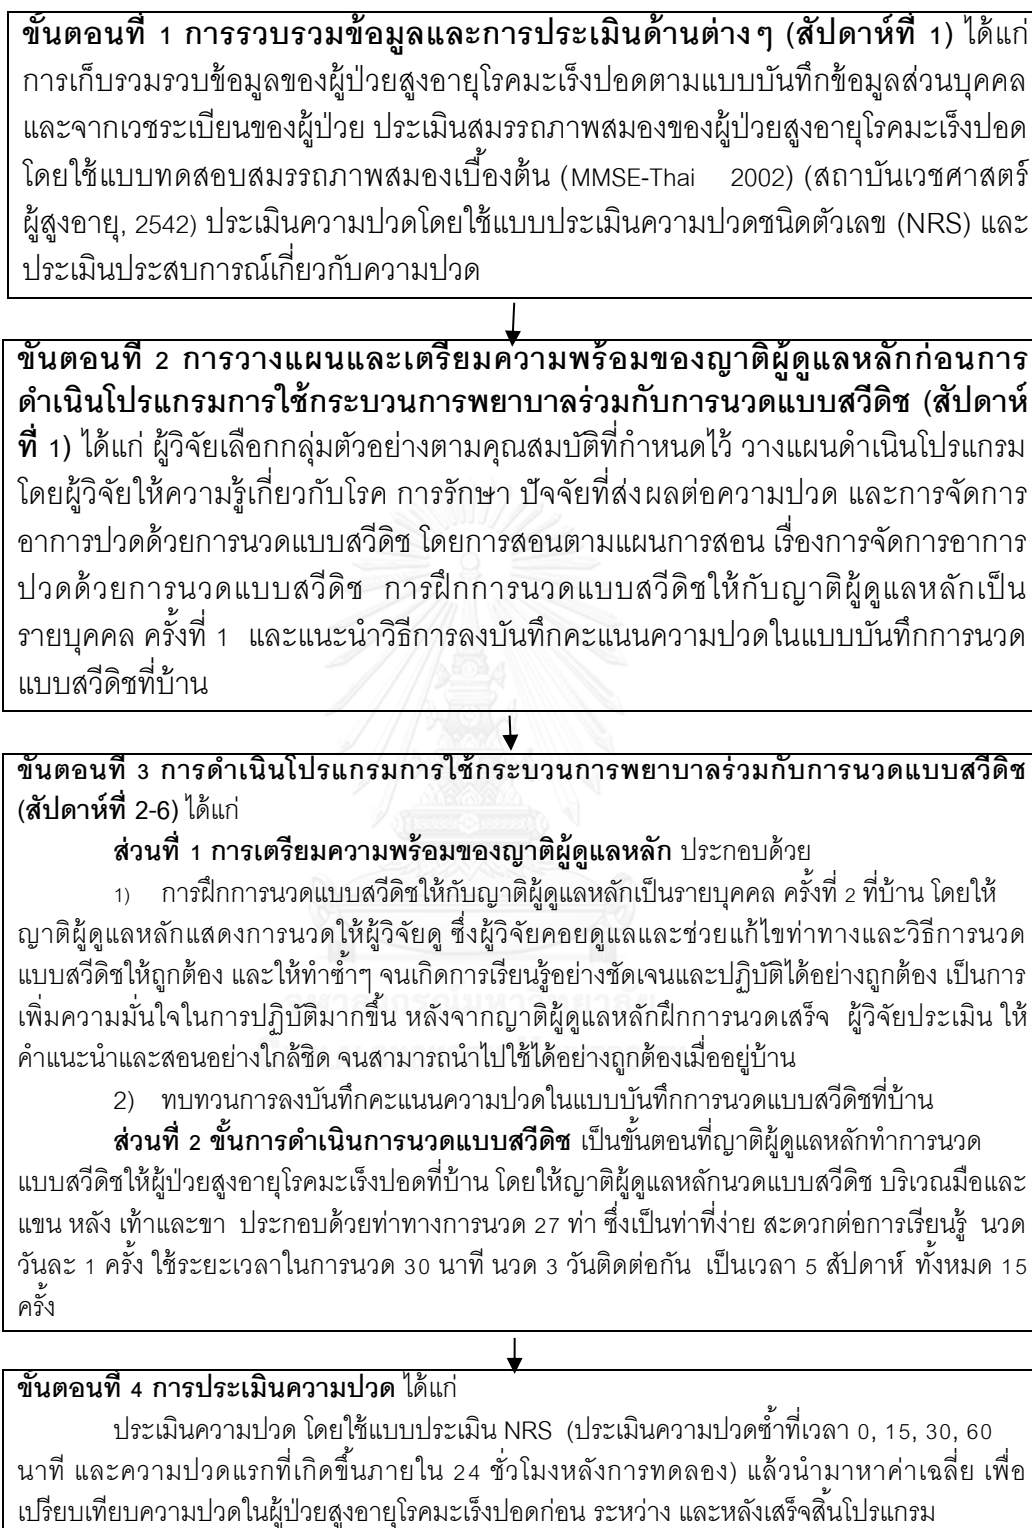 ขั้นตอนที่ 1 การรวบรวมข้อมูลและการประเมินด้านต่างๆ (สัปดาห์ที่ 1) ได้แก่
การเก็บรวมรวบข้อมูลของผู้ป่วยสูงอายุโรคมะเร็งปอดตามแบบบันทึกข้อมูลส่วนบุคคล
และจากเวชระเบียนของผู้ป่วย ประเมินสมรรถภาพสมองของผู้ป่วยสูงอายุโรคมะเร็งปอด
โดยใช้แบบทดสอบสมรรถภาพสมองเบื้องต้น (MMSE-Thai 2002) (สถาบันเวชศาสตร์
ผู้สูงอายุ, 2542) ประเมินความปวดโดยใช้แบบประเมินความปวดชนิดตัวเลข (NRS) และ
ประเมินประสบการณ์เกี่ยวกับความปวด
ขั้นตอนที่ 2 การวางแผนและเตรียมความพร้อมของญาติผู้ดูแลหลักก่อนการ
ดำเนินโปรแกรมการใช้กระบวนการพยาบาลร่วมกับการนวดแบบสวีดิช (สัปดาห์
ที่ 1) ได้แก่ ผู้วิจัยเลือกกลุ่มตัวอย่างตามคุณสมบัติที่กำหนดไว้ วางแผนดำเนินโปรแกรม
โดยผู้วิจัยให้ความรู้เกี่ยวกับโรค การรักษา ปัจจัยที่ส่งผลต่อความปวด และการจัดการ
อาการปวดด้วยการนวดแบบสวีดิช โดยการสอนตามแผนการสอน เรื่องการจัดการอาการ
ปวดด้วยการนวดแบบสวีดิช การฝึกการนวดแบบสวีดิชให้กับญาติผู้ดูแลหลักเป็น
รายบุคคล ครั้งที่ 1 และแนะนำวิธีการลงบันทึกคะแนนความปวดในแบบบันทึกการนวด
แบบสวีดิชที่บ้าน
ขั้นตอนที่ 3 การดำเนินโปรแกรมการใช้กระบวนการพยาบาลร่วมกับการนวดแบบสวีดิช
(สัปดาห์ที่ 2-6) ได้แก่
ส่วนที่ 1 การเตรียมความพร้อมของญาติผู้ดูแลหลัก ประกอบด้วย
1) การฝึกการนวดแบบสวีดิชให้กับญาติผู้ดูแลหลักเป็นรายบุคคล ครั้งที่ 2 ที่บ้าน โดยให้
ญาติผู้ดูแลหลักแสดงการนวดให้ผู้วิจัยดู ซึ่งผู้วิจัยคอยดูแลและช่วยแก้ไขท่าทางและวิธีการนวด
แบบสวีดิชให้ถูกต้อง และให้ทำซ้ำๆ จนเกิดการเรียนรู้อย่างชัดเจนและปฏิบัติได้อย่างถูกต้อง เป็นการ
เพิ่มความมั่นใจในการปฏิบัติมากขึ้น หลังจากญาติผู้ดูแลหลักฝึกการนวดเสร็จ ผู้วิจัยประเมิน ให้
คำแนะนำและสอนอย่างใกล้ชิด จนสามารถนำไปใช้ได้อย่างถูกต้องเมื่ออยู่บ้าน
2) ทบทวนการลงบันทึกคะแนนความปวดในแบบบันทึกการนวดแบบสวีดิชที่บ้าน
ส่วนที่ 2 ขั้นการดำเนินการนวดแบบสวีดิช เป็นขั้นตอนที่ญาติผู้ดูแลหลักทำการนวด
แบบสวีดิชให้ผู้ป่วยสูงอายุโรคมะเร็งปอดที่บ้าน โดยให้ญาติผู้ดูแลหลักนวดแบบสวีดิช บริเวณมือและ
แขน หลัง เท้าและขา ประกอบด้วยท่าทางการนวด 27 ท่า ซึ่งเป็นท่าที่ง่าย สะดวกต่อการเรียนรู้ นวด
วันละ 1 ครั้ง ใช้ระยะเวลาในการนวด 30 นาที นวด 3 วันติดต่อกัน เป็นเวลา 5 สัปดาห์ ทั้งหมด 15
ครั้ง
ขั้นตอนที่ 4 การประเมินความปวด ได้แก่
ประเมินความปวด โดยใช้แบบประเมิน NRS (ประเมินความปวดซ้ำที่เวลา 0, 15, 30, 60
นาที และความปวดแรกที่เกิดขึ้นภายใน 24 ชั่วโมงหลังการทดลอง) แล้วนำมาหาค่าเฉลี่ย เพื่อ
เปรียบเทียบความปวดในผู้ป่วยสูงอายุโรคมะเร็งปอดก่อน ระหว่าง และหลังเสร็จสิ้นโปรแกรม